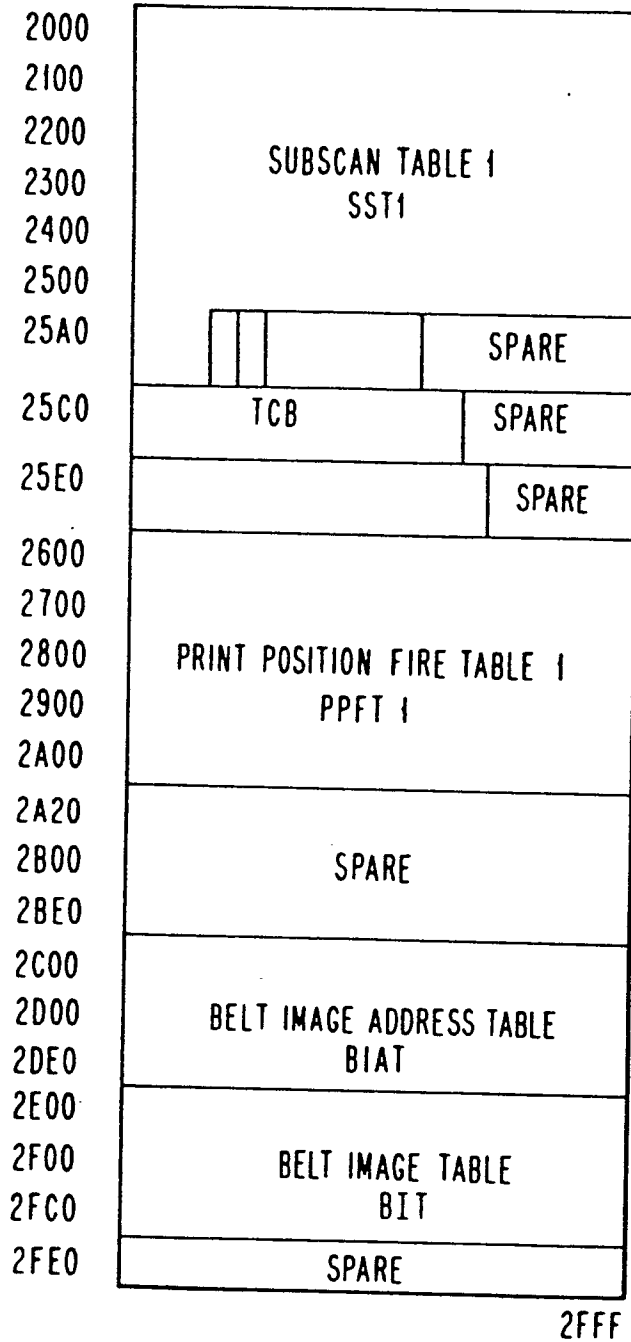 2000
2100
2200
SUBSCAN TABLE 1
2300
SST1
2400
2500
25A0 SPARE
25C0 TCB SPARE
25E0 SPARE
2600
2700
2800 PRINT POSITION FIRE TABLE 1
2900 PPFT 1
2A00
2A20
2B00 SPARE
2BE0
2C00
2D00 BELT IMAGE ADDRESS TABLE
2DE0 BIAT
2E00
2F00 BELT IMAGE TABLE
2FC0 BIT
2FE0 SPARE
2FFF